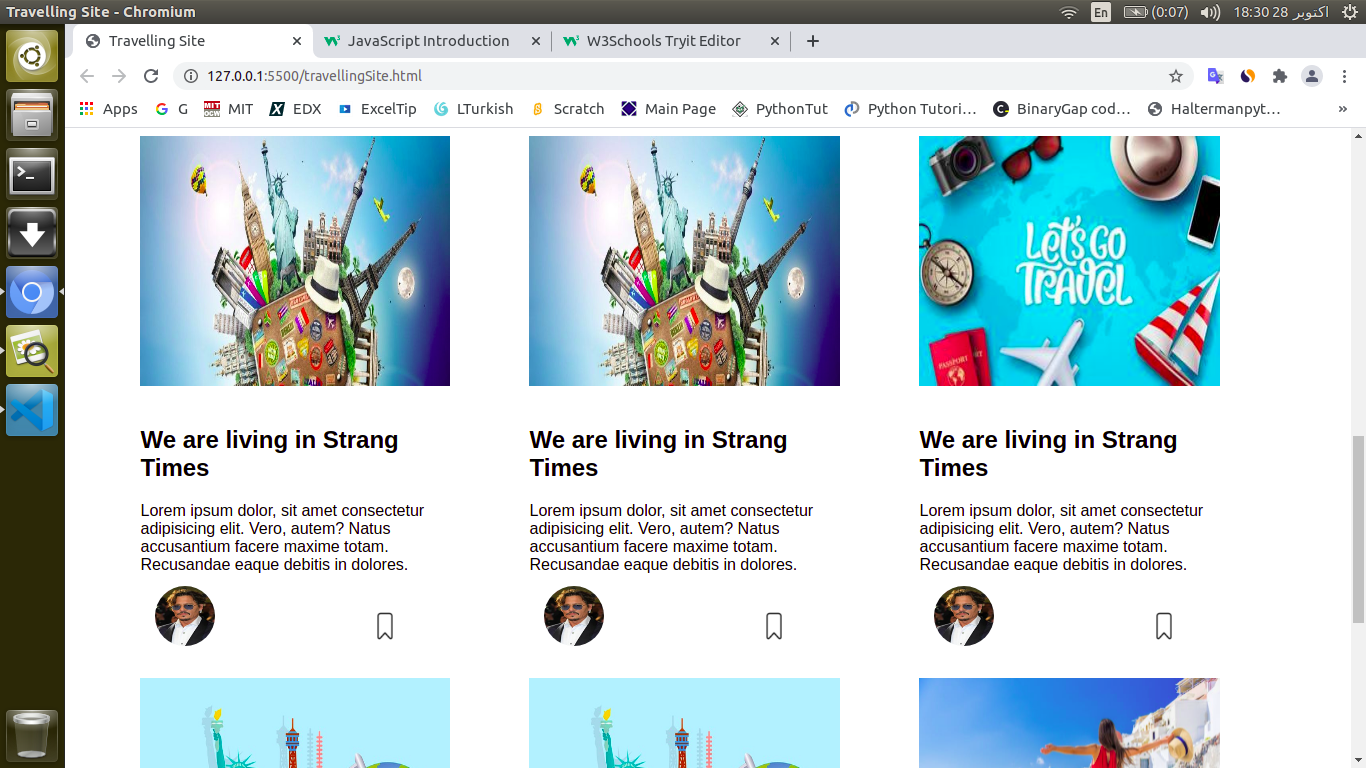 Travelling Site - Chromium
En
(0:07)
18:30 28 اکتوبر
Travelling Site
JavaScript Introduction
W3Schools Tryit Editor
127.0.0.1:5500/travellingSite.html
Apps
G
MIT
EDX
ExcelTip
LTurkish
Scratch
Main Page
PythonTut
Python Tutori...
BinaryGap cod...
Haltermanpyt...
»
LET'S GO
TRAVEL
PASSPORT
We are living in Strang
Times
Lorem ipsum dolor, sit amet consectetur
adipisicing elit. Vero, autem? Natus
accusantium facere maxime totam.
Recusandae eaque debitis in dolores.
We are living in Strang
Times
Lorem ipsum dolor, sit amet consectetur
adipisicing elit. Vero, autem? Natus
accusantium facere maxime totam.
Recusandae eaque debitis in dolores.
We are living in Strang
Times
Lorem ipsum dolor, sit amet consectetur
adipisicing elit. Vero, autem? Natus
accusantium facere maxime totam.
Recusandae eaque debitis in dolores.